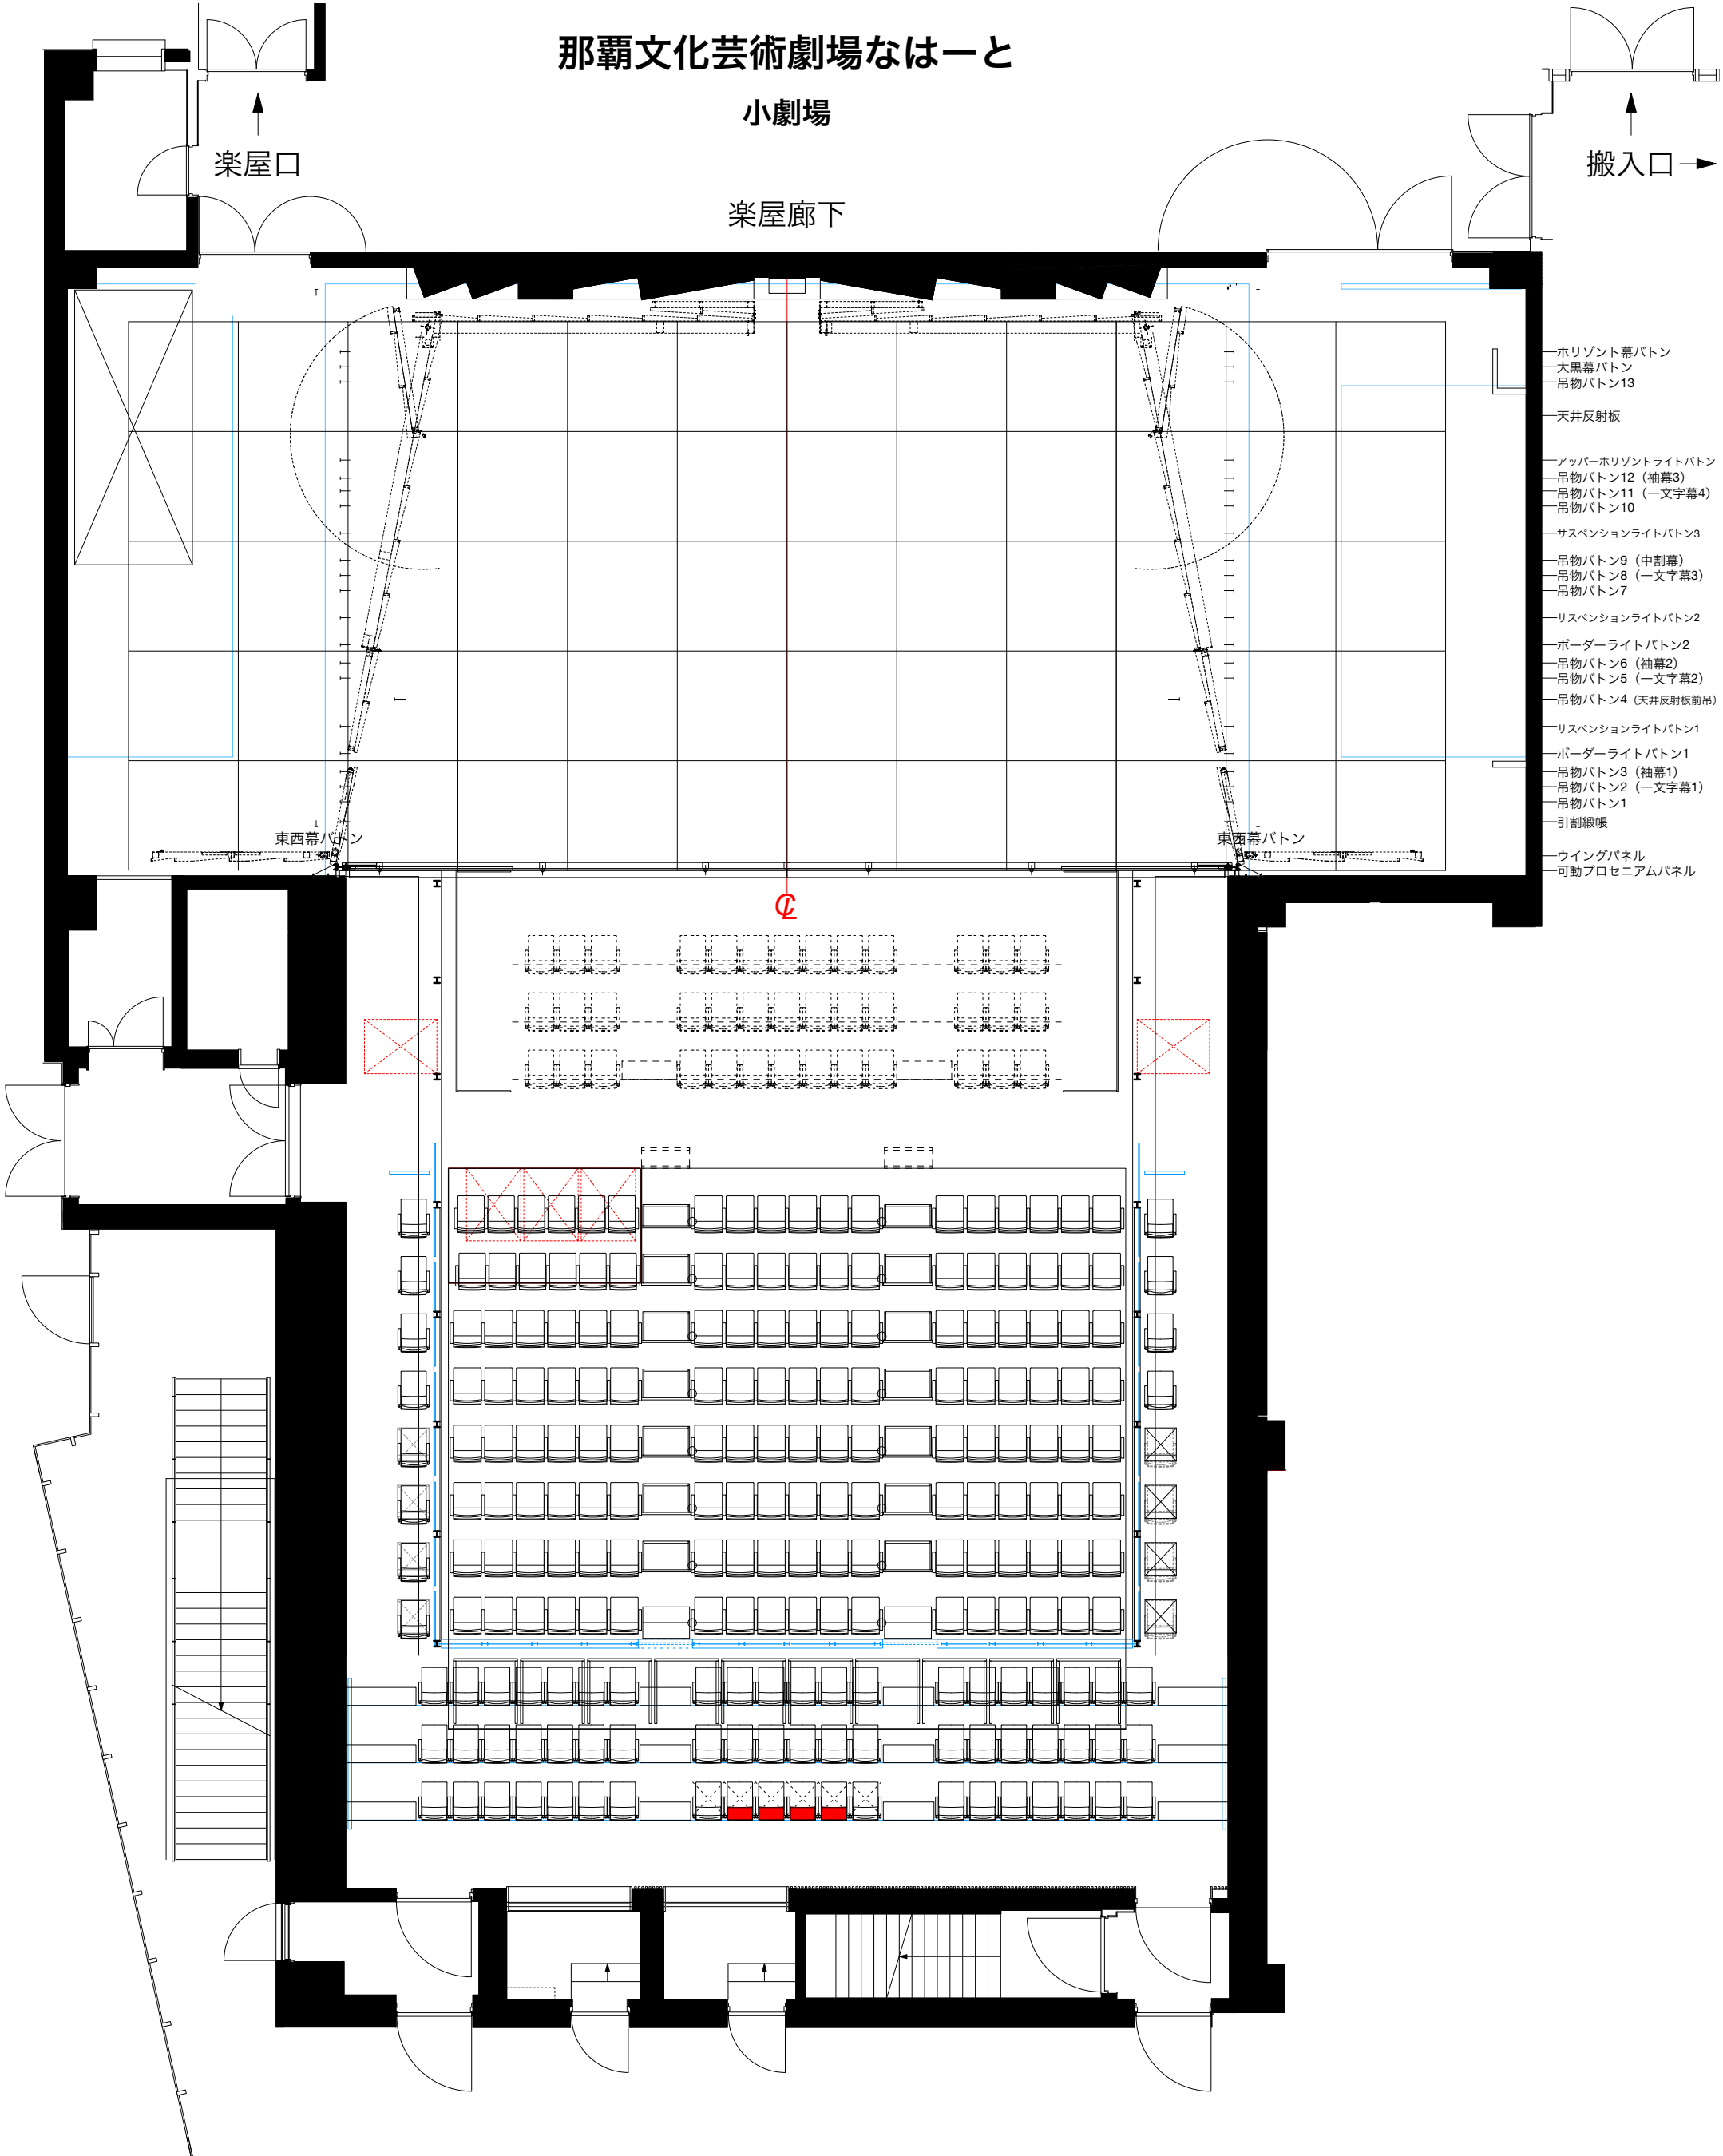 那覇文化芸術劇場なはーと
小劇場
楽屋口
搬入口
楽屋廊下
ホリゾント幕バトン
大黒幕バトン
吊物バトン13
天井反射板
アッパーホリゾントライトバトン
吊物バトン12（袖幕3）
吊物バトン11（一文字幕4）
吊物バトン10
サスペンションライトバトン3
吊物バトン9（中割幕）
吊物バトン8（一文字幕3）
吊物バトン7
サスペンションライトバトン2
ボーダーライトバトン2
吊物バトン6（袖幕2）
吊物バトン5（一文字幕2）
吊物バトン4（天井反射板前吊）
サスペンションライトバトン1
ボーダーライトバトン1
吊物バトン3（袖幕1）
吊物バトン2（一文字幕1）
吊物バトン1
引割緞帳
東西幕バトン
東西幕バトン
ウイングパネル
可動プロセニアムパネル
℄